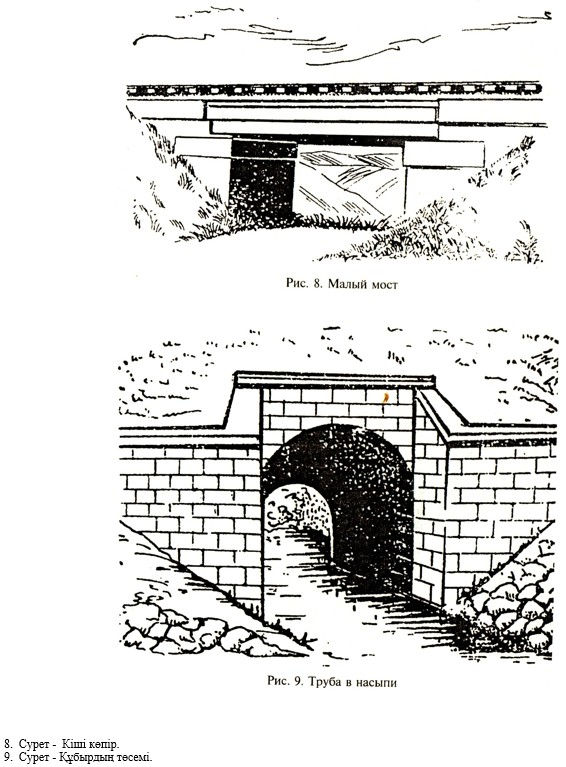 Рис. 8. Малый мост
Рис. 9. Труба в насыпи
8. Сурет - Кіші көпір.
9. Сурет - Құбырдың төсемі.